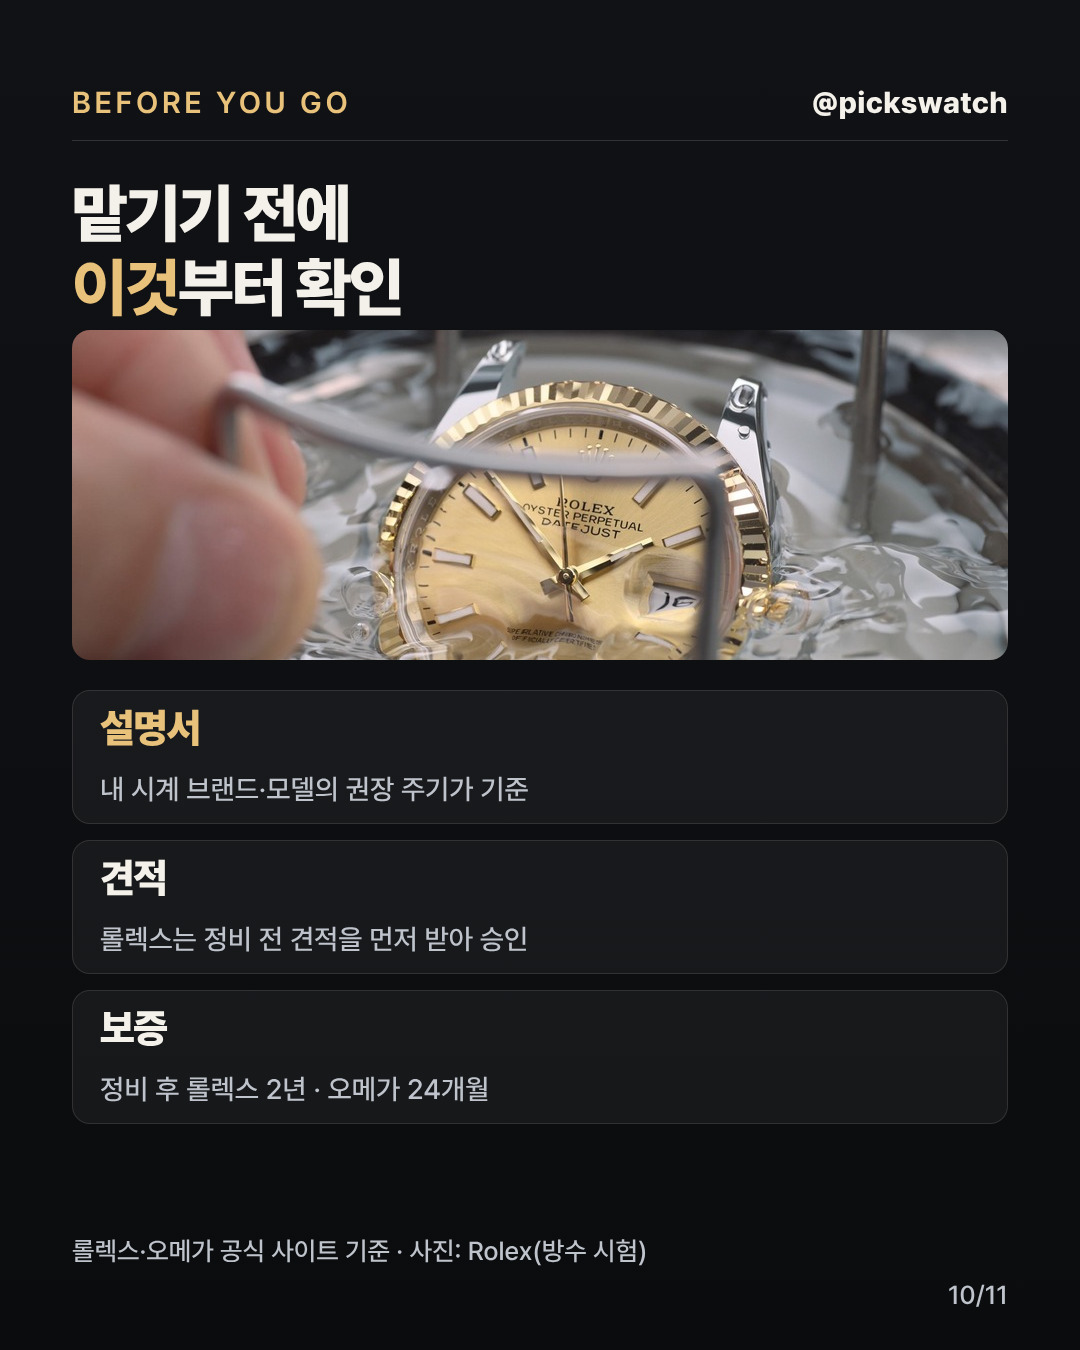 BEFORE YOU GO
@pickswatch
맡기기 전에
이것부터 확인
ROLEX
OYSTER PERPETUAL
DATEJUST
설명서
내 시계 브랜드·모델의 권장 주기가 기준
견적
롤렉스는 정비 전 견적을 먼저 받아 승인
보증
정비 후 롤렉스 2년 · 오메가 24개월
롤렉스·오메가 공식 사이트 기준 · 사진: Rolex(방수 시험)
10/11